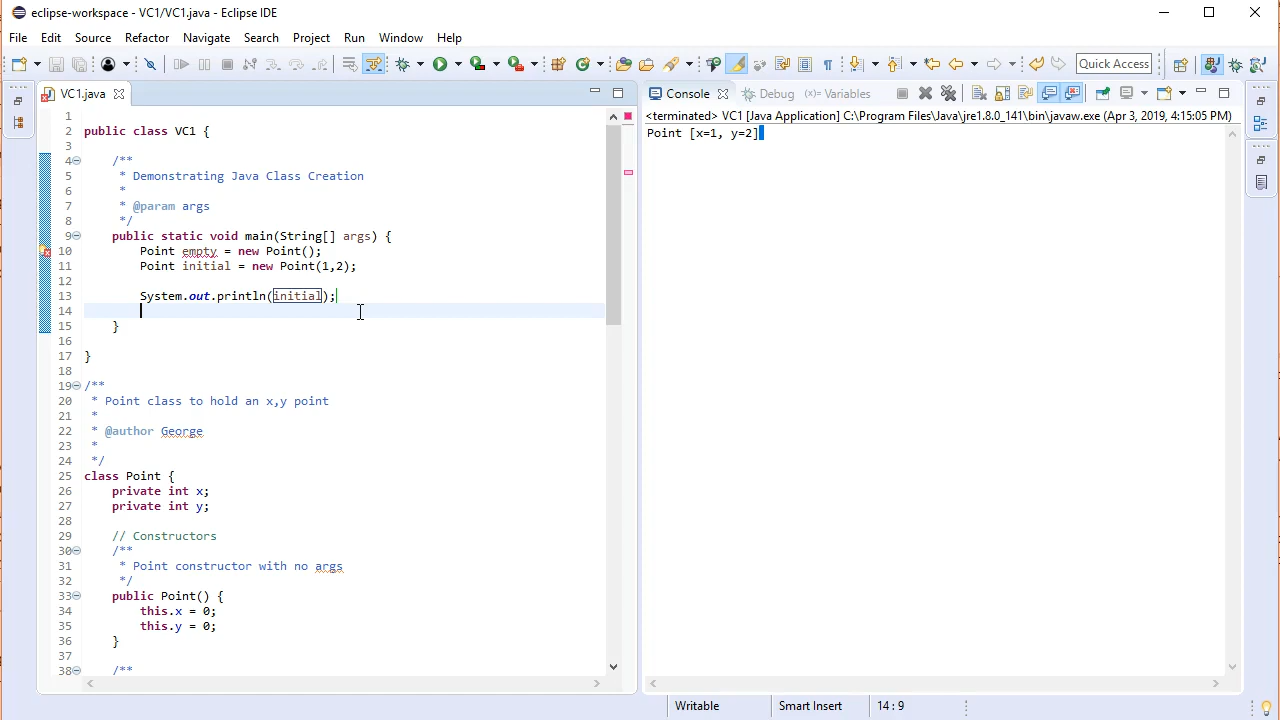 eclipse-workspace - VC1/VC1.java - Eclipse IDE
File Edit Source Refactor Navigate Search Project Run Window Help
Quick Access
VC1.java
Console Debug (x)= Variables
<terminated> VC1 [Java Application] C:\Program Files\Java\jre1.8.0_141\bin\javaw.exe (Apr 3, 2019, 4:15:05 PM)
Point [x=1, y=2]
1
2 public class VC1 {
3
4 /**
5 * Demonstrating Java Class Creation
6 *
7 * @param args
8 */
9 public static void main(String[] args) {
10 Point empty = new Point();
11 Point initial = new Point(1,2);
12
13 System.out.println(initial);
14
15 }
16
17 }
18
19 /**
20 * Point class to hold an x,y point
21 *
22 * @author George
23 *
24 */
25 class Point {
26 private int x;
27 private int y;
28
29 // Constructors
30 /**
31 * Point constructor with no args
32 */
33 public Point() {
34 this.x = 0;
35 this.y = 0;
36 }
37
38 /**
Writable Smart Insert 14 : 9